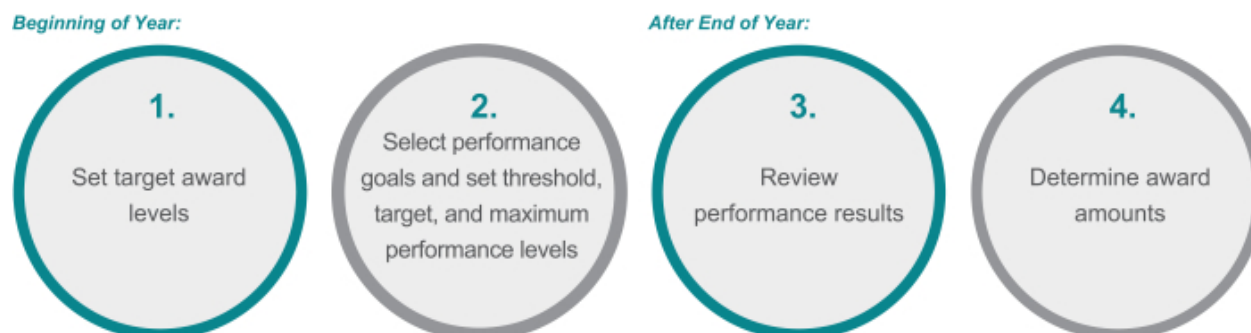 Beginning of Year:
After End of Year:
1.
Set target award
levels
2.
Select performance
goals and set threshold,
target, and maximum
performance levels
3.
Review
performance results
4.
Determine award
amounts